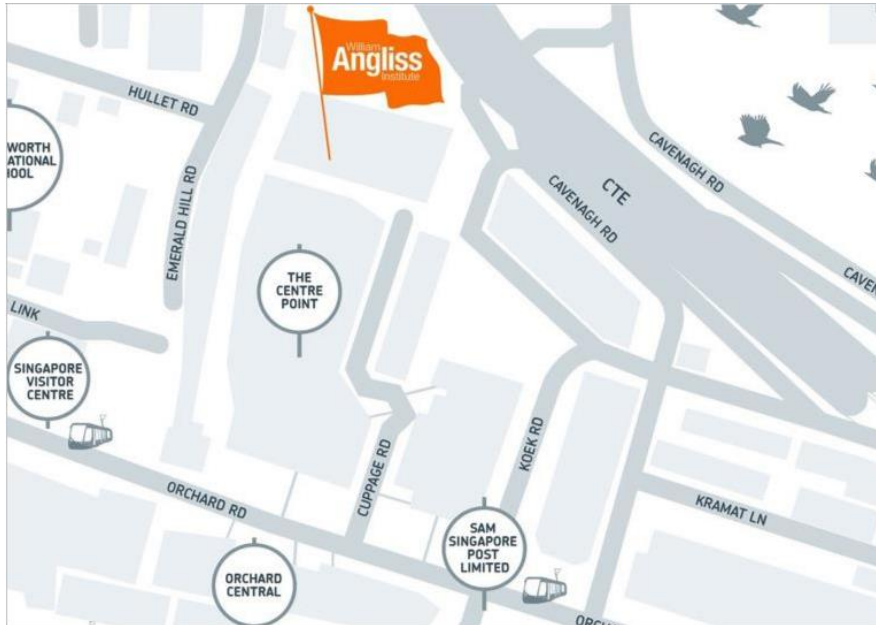 William
Angliss
Institute
HULLET RD
WORTH
ATIONAL
HOOL
EMERALD HILL RD
CAVENAGH RD
CTE
CAVENAGH RD
CAVEN
THE
CENTRE
POINT
LINK
SINGAPORE
VISITOR
CENTRE
CUPPAGE RD
KOEK RD
ORCHARD RD
KRAMAT LN
SAM
SINGAPORE
POST
LIMITED
ORCHARD
CENTRAL
ORCH